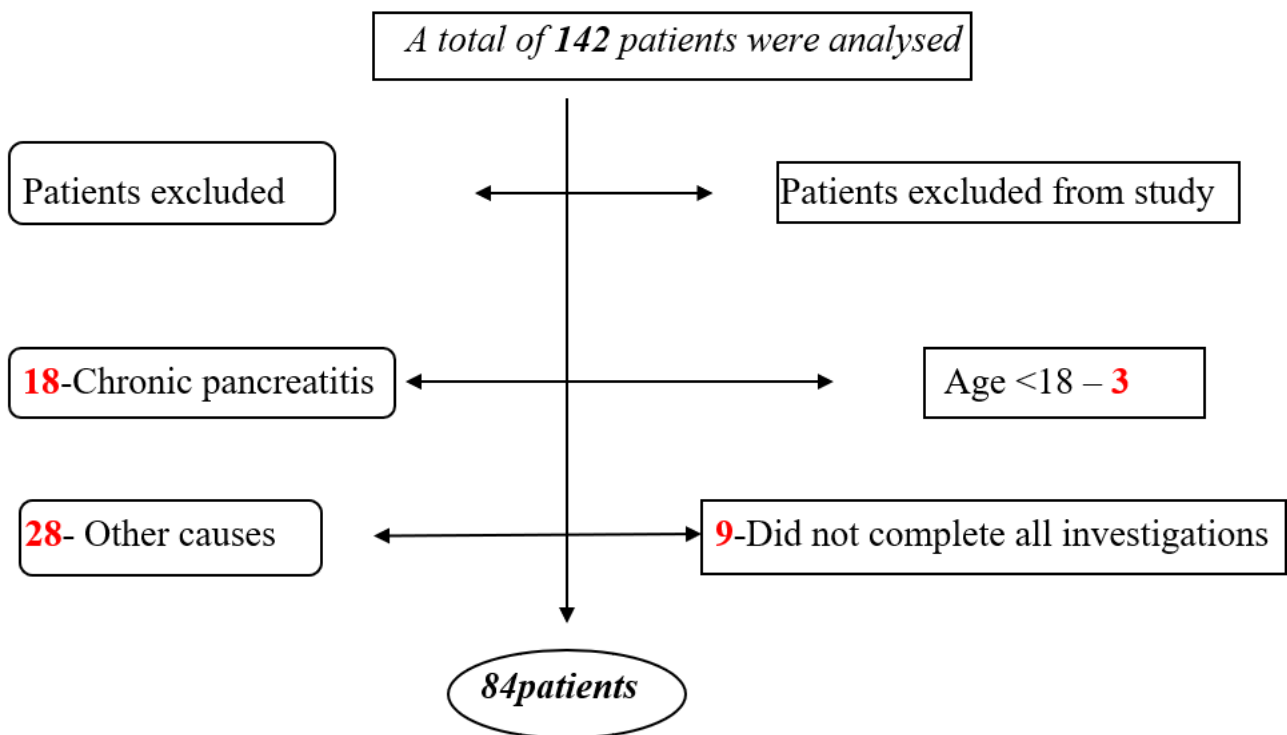 A total of 142 patients were analysed
Patients excluded
Patients excluded from study
18-Chronic pancreatitis
Age <18 – 3
28- Other causes
9-Did not complete all investigations
84patients